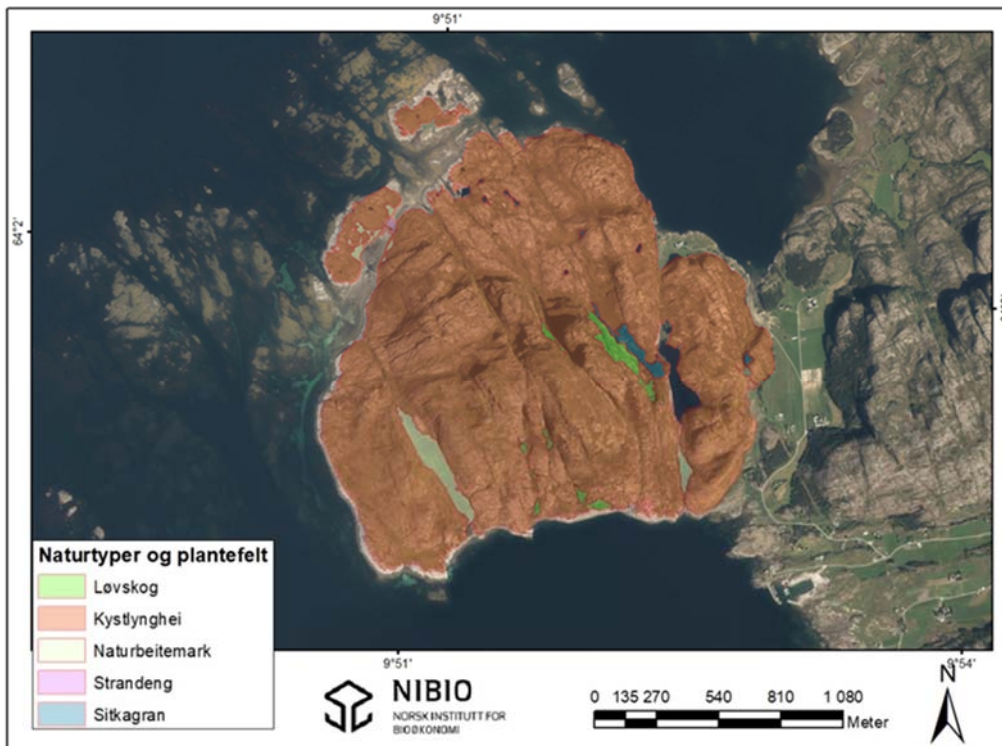 9°51'
64°2'
Naturtyper og plantefelt
Løvskog
Kystlynghei
Naturbeitemark
Strandeng
Sitkagran
9°51'
9°54'
NIBIO
NORSK INSTITUTT FOR
BIOØKONOMI
0 135 270 540 810 1 080
Meter
N